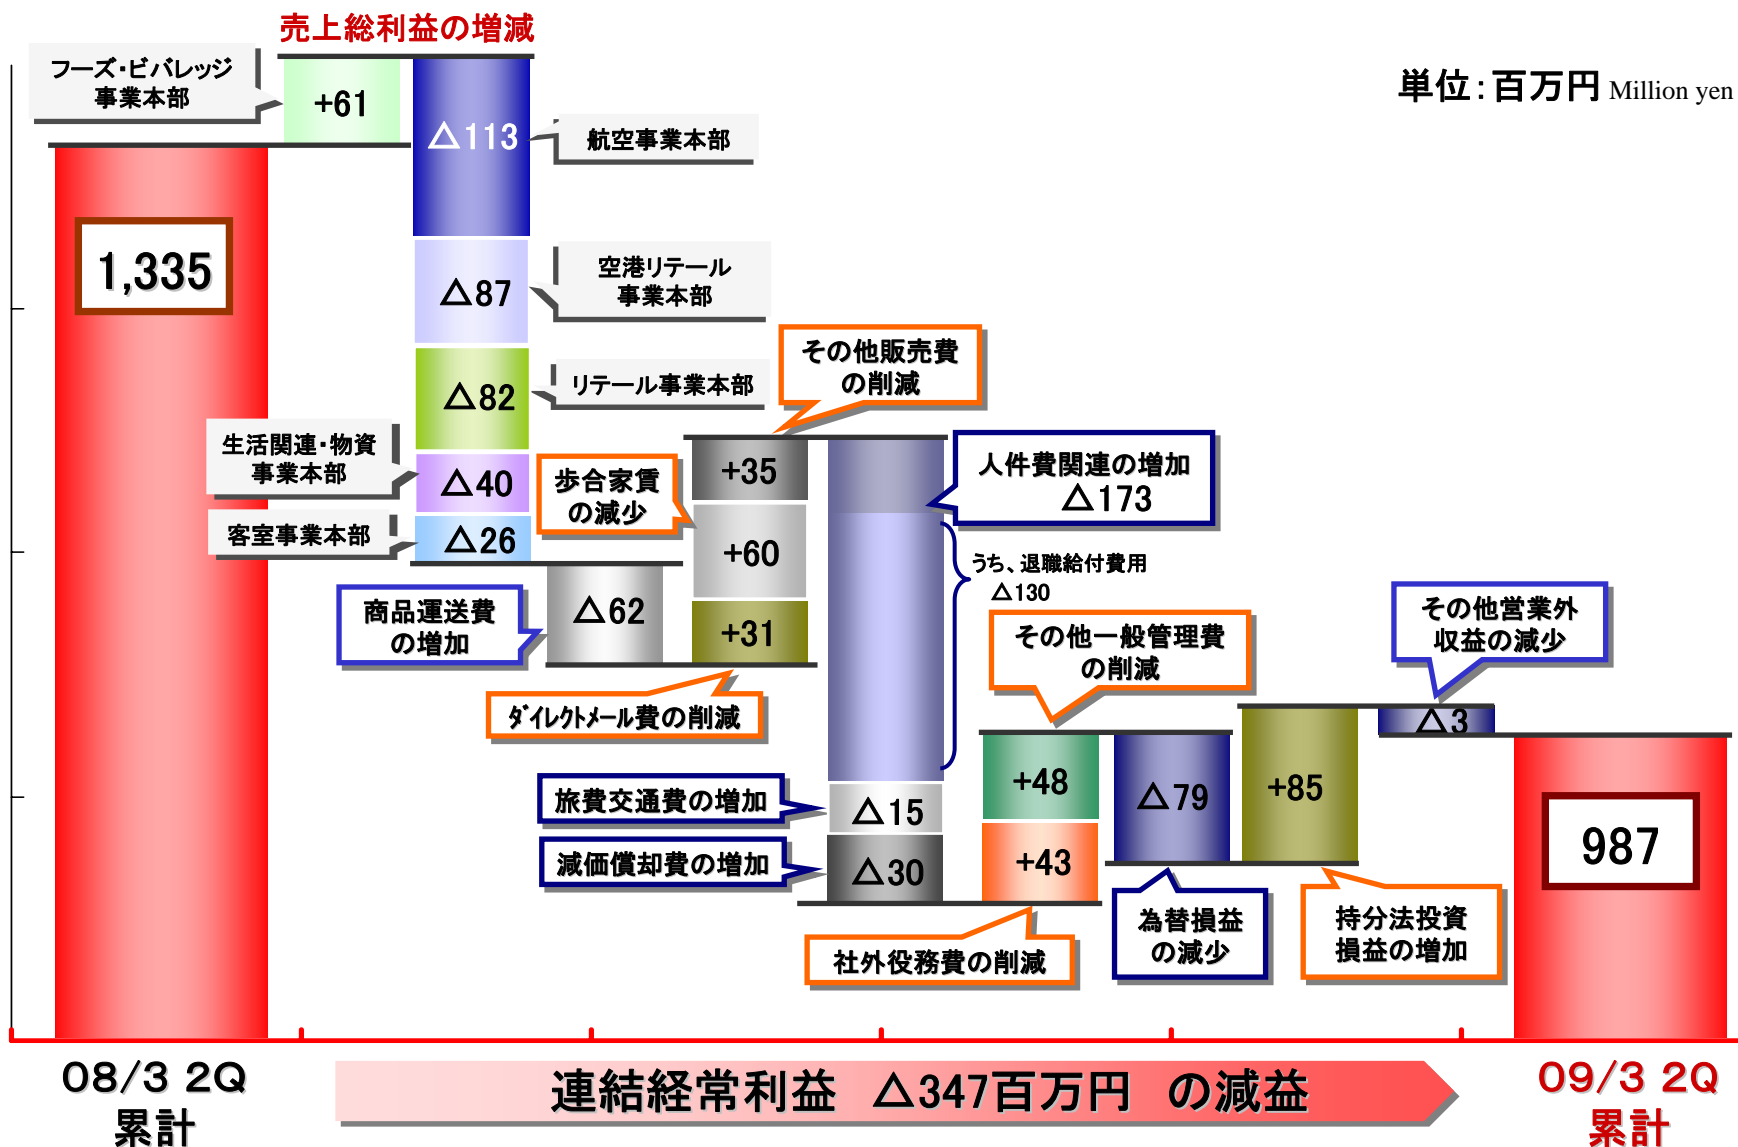 売上総利益の増減
単位：百万円 Million yen
フーズ・ビバレッジ
事業本部
+61
△113
航空事業本部
1,335
△87
空港リテール
事業本部
△82
リテール事業本部
生活関連・物資
事業本部
△40
客室事業本部
△26
商品運送費
の増加
△62
その他販売費
の削減
+35
歩合家賃
の減少
+60
+31
ダイレクトメール費の削減
人件費関連の増加
△173
うち、退職給付費用
△130
旅費交通費の増加
△15
減価償却費の増加
△30
その他一般管理費
の削減
+48
+43
社外役務費の削減
△79
為替損益
の減少
+85
持分法投資
損益の増加
その他営業外
収益の減少
△3
987
08/3 2Q
累計
連結経常利益 △347百万円 の減益
09/3 2Q
累計